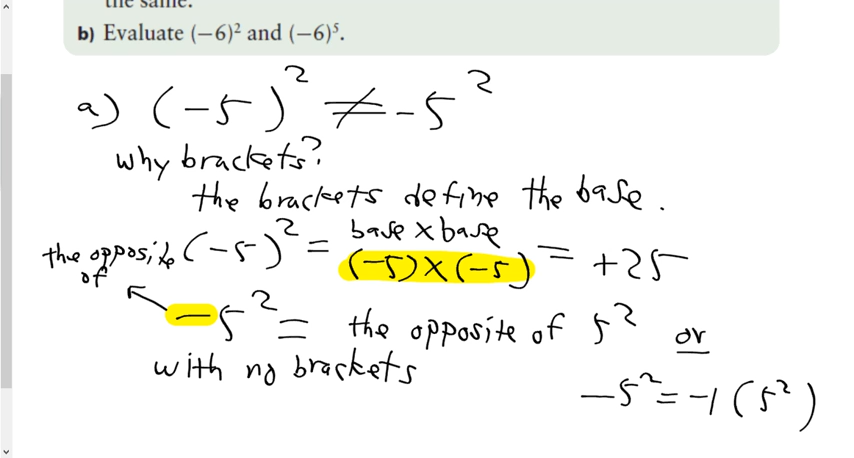 the same.
b) Evaluate (−6)² and (−6)⁵.
a) (-5)² ≠ -5²
why brackets?
the brackets define the base.
base x base
the opposite of
(-5)² = (-5) x (-5) = +25
-5² = the opposite of 5² or
with no brackets
-5² = -1 (5²)